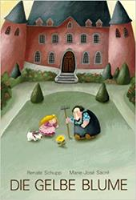 Renate Schupp Marie-José Sacré
DIE GELBE BLUME